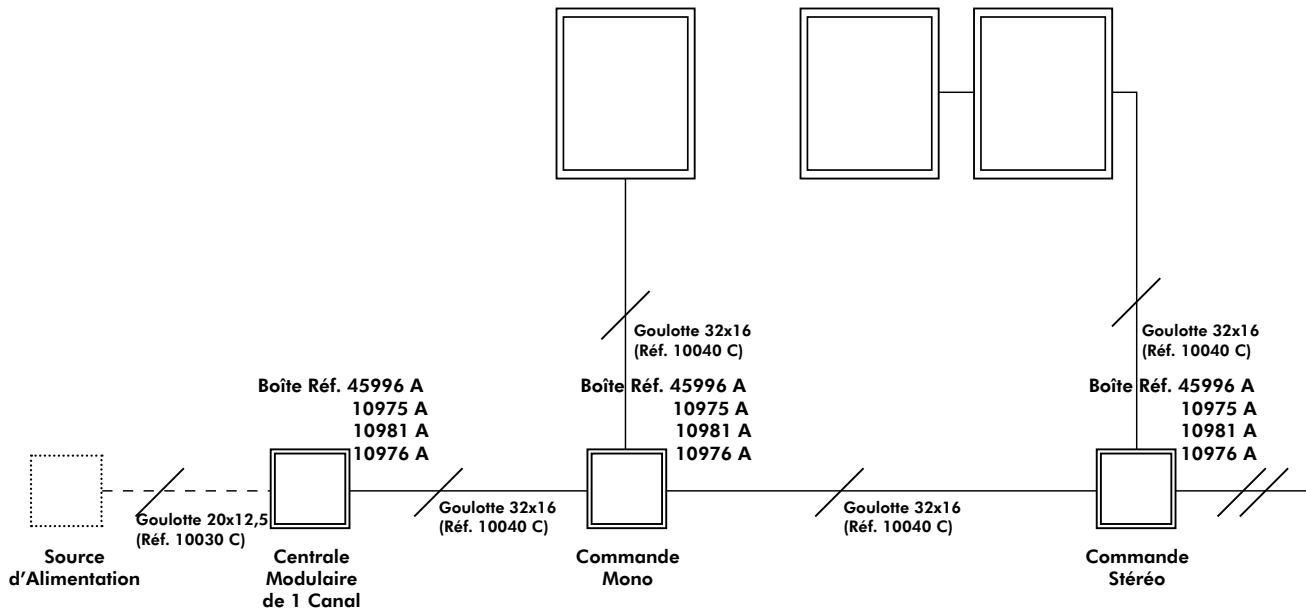 Goulotte 32x16
(Réf. 10040 C)
Goulotte 32x16
(Réf. 10040 C)
Boîte Réf. 45996 A
10975 A
10981 A
10976 A
Boîte Réf. 45996 A
10975 A
10981 A
10976 A
Boîte Réf. 45996 A
10975 A
10981 A
10976 A
Goulotte 20x12,5
(Réf. 10030 C)
Goulotte 32x16
(Réf. 10040 C)
Goulotte 32x16
(Réf. 10040 C)
Source
d'Alimentation
Centrale
Modulaire
de 1 Canal
Commande
Mono
Commande
Stéréo